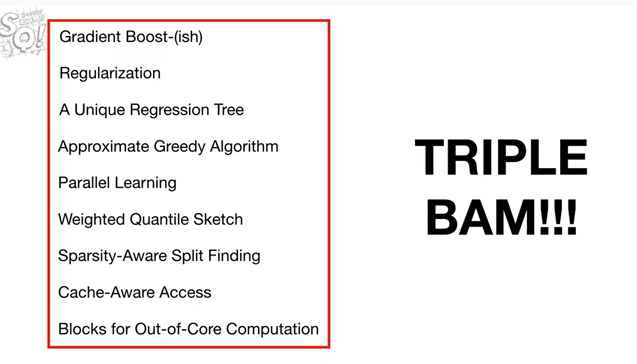 Gradient Boost-(ish)
Regularization
A Unique Regression Tree
Approximate Greedy Algorithm
Parallel Learning
Weighted Quantile Sketch
Sparsity-Aware Split Finding
Cache-Aware Access
Blocks for Out-of-Core Computation
TRIPLE
BAM!!!